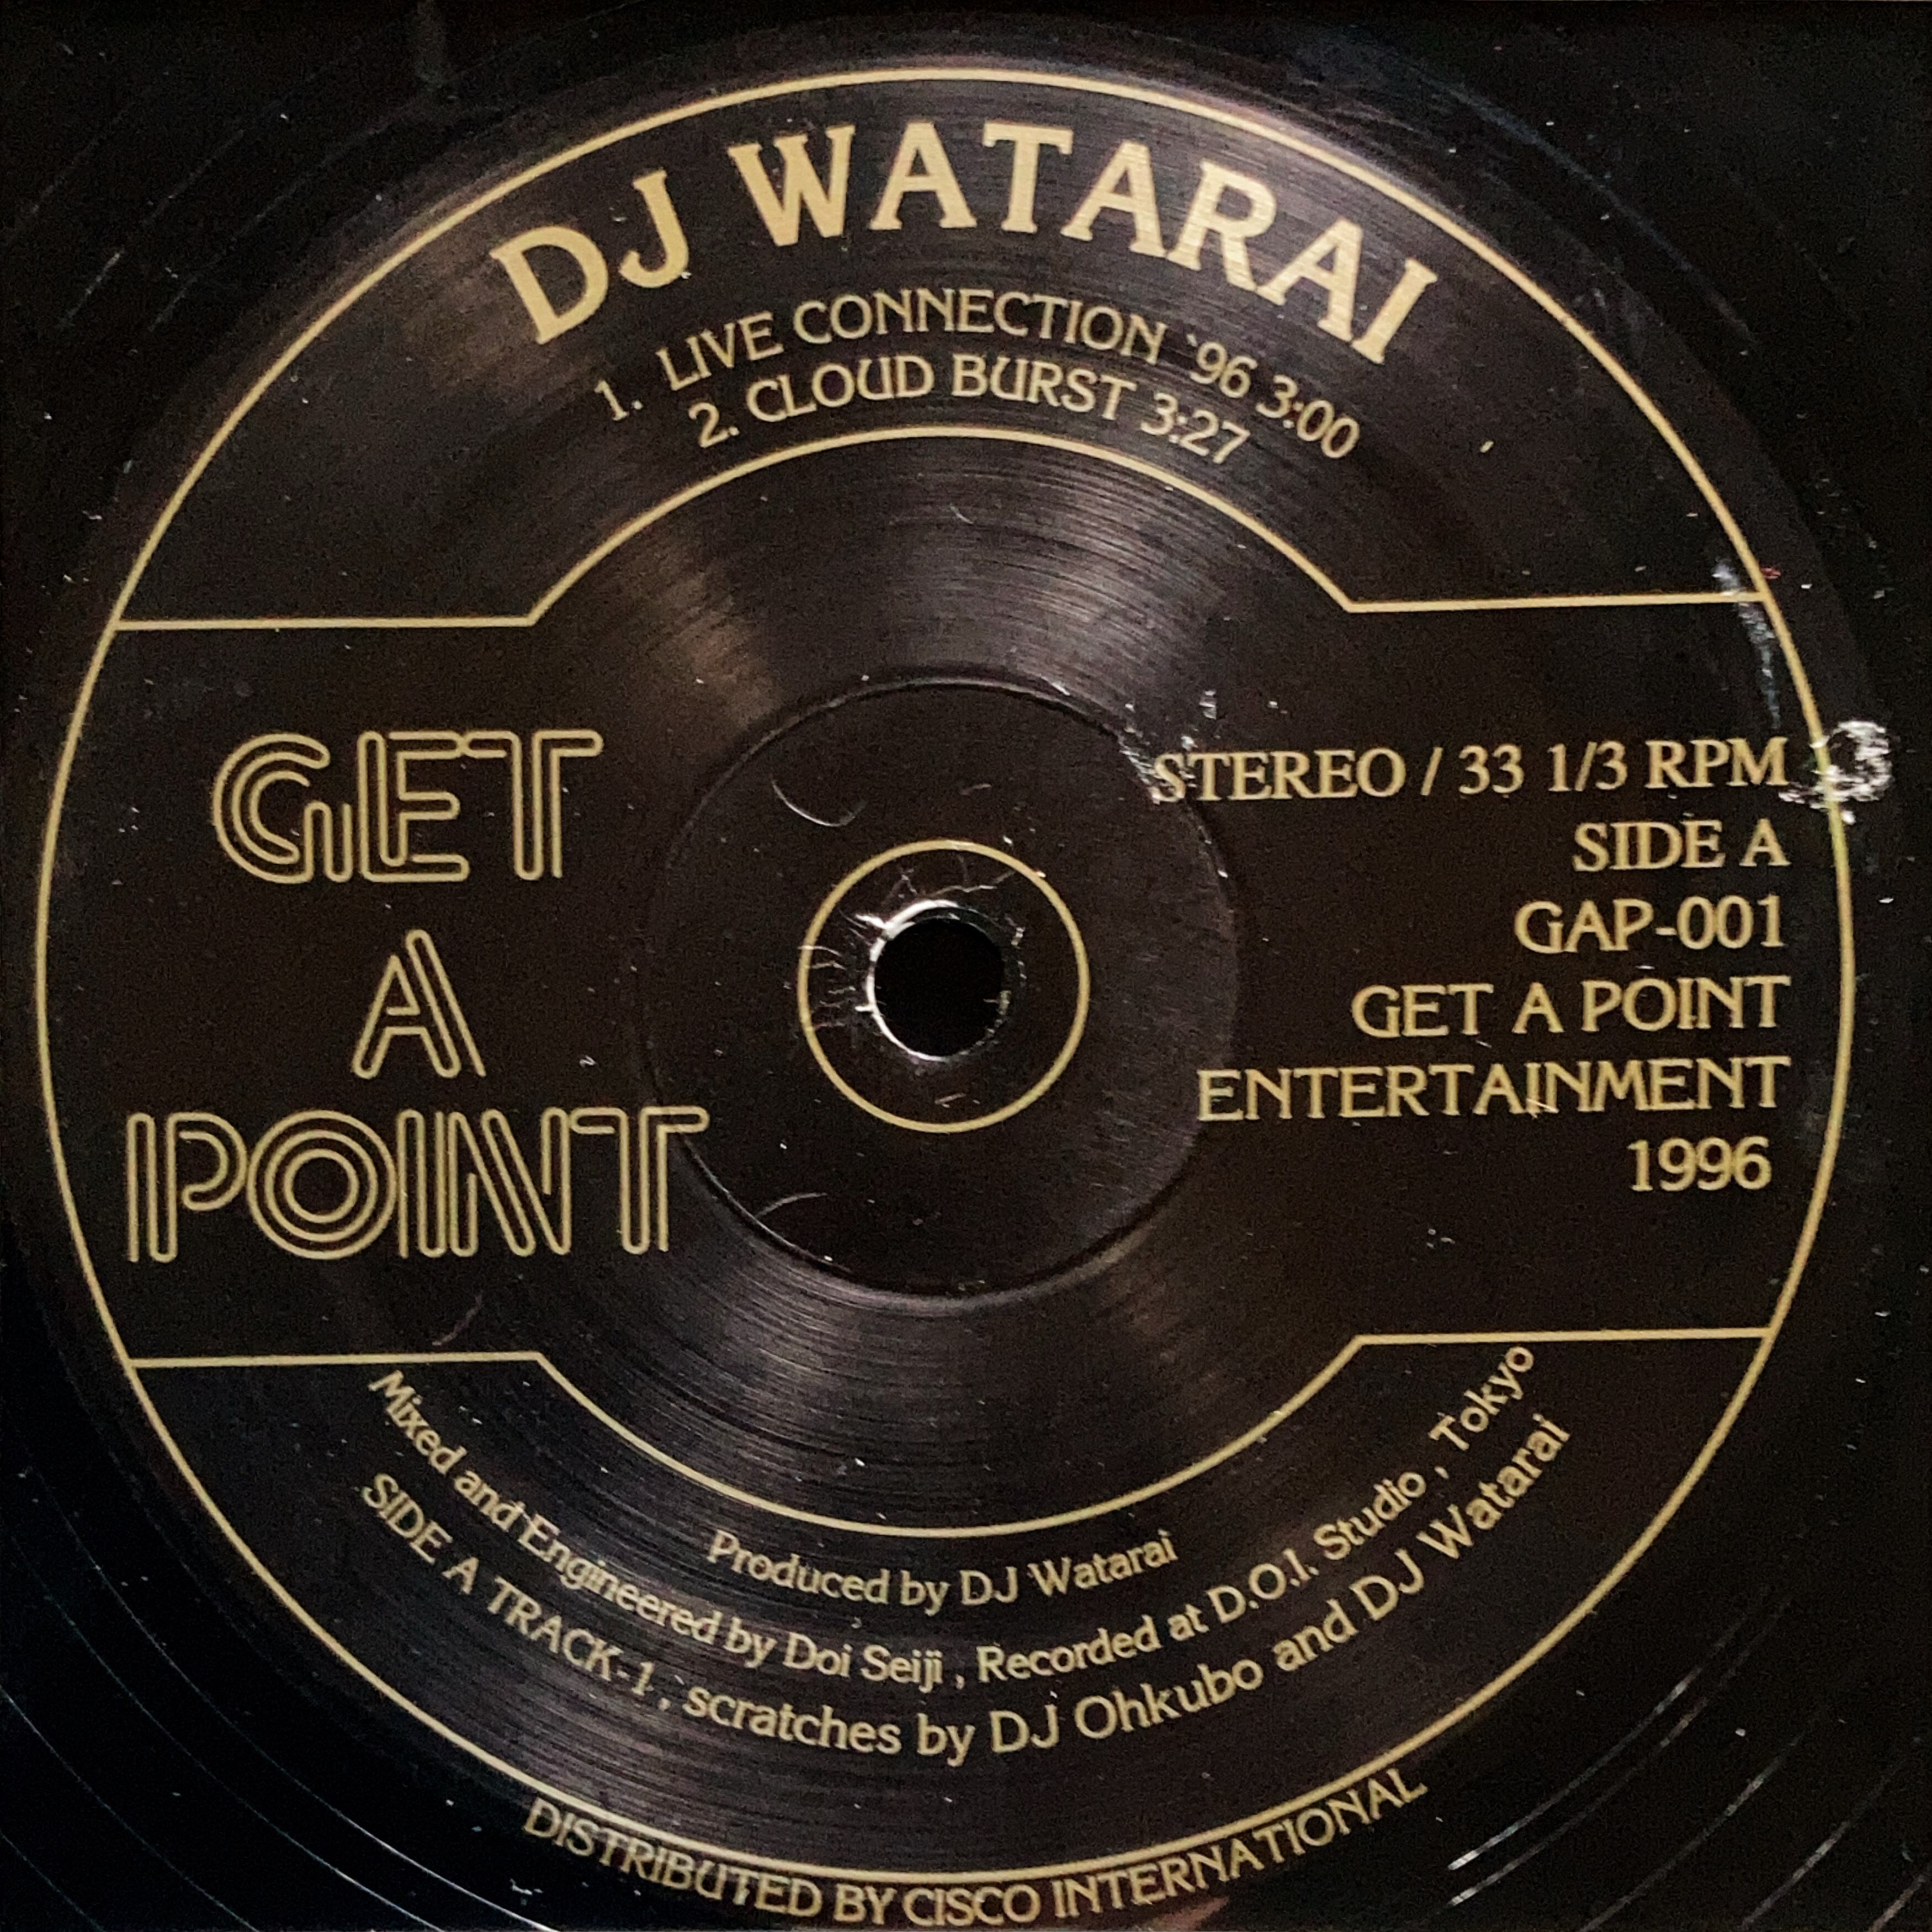 DJ WATARAI
1. LIVE CONNECTION `96 3:00
2. CLOUD BURST 3:27
GET
A
POINT
STEREO / 33 1/3 RPM
SIDE A
GAP-001
GET A POINT
ENTERTAINMENT
1996
Produced by DJ Watarai
Mixed and Engineered by Doi Seiji , Recorded at D.O.I. Studio , Tokyo
SIDE A TRACK-1 , scratches by DJ Ohkubo and DJ Watarai
DISTRIBUTED BY CISCO INTERNATIONAL